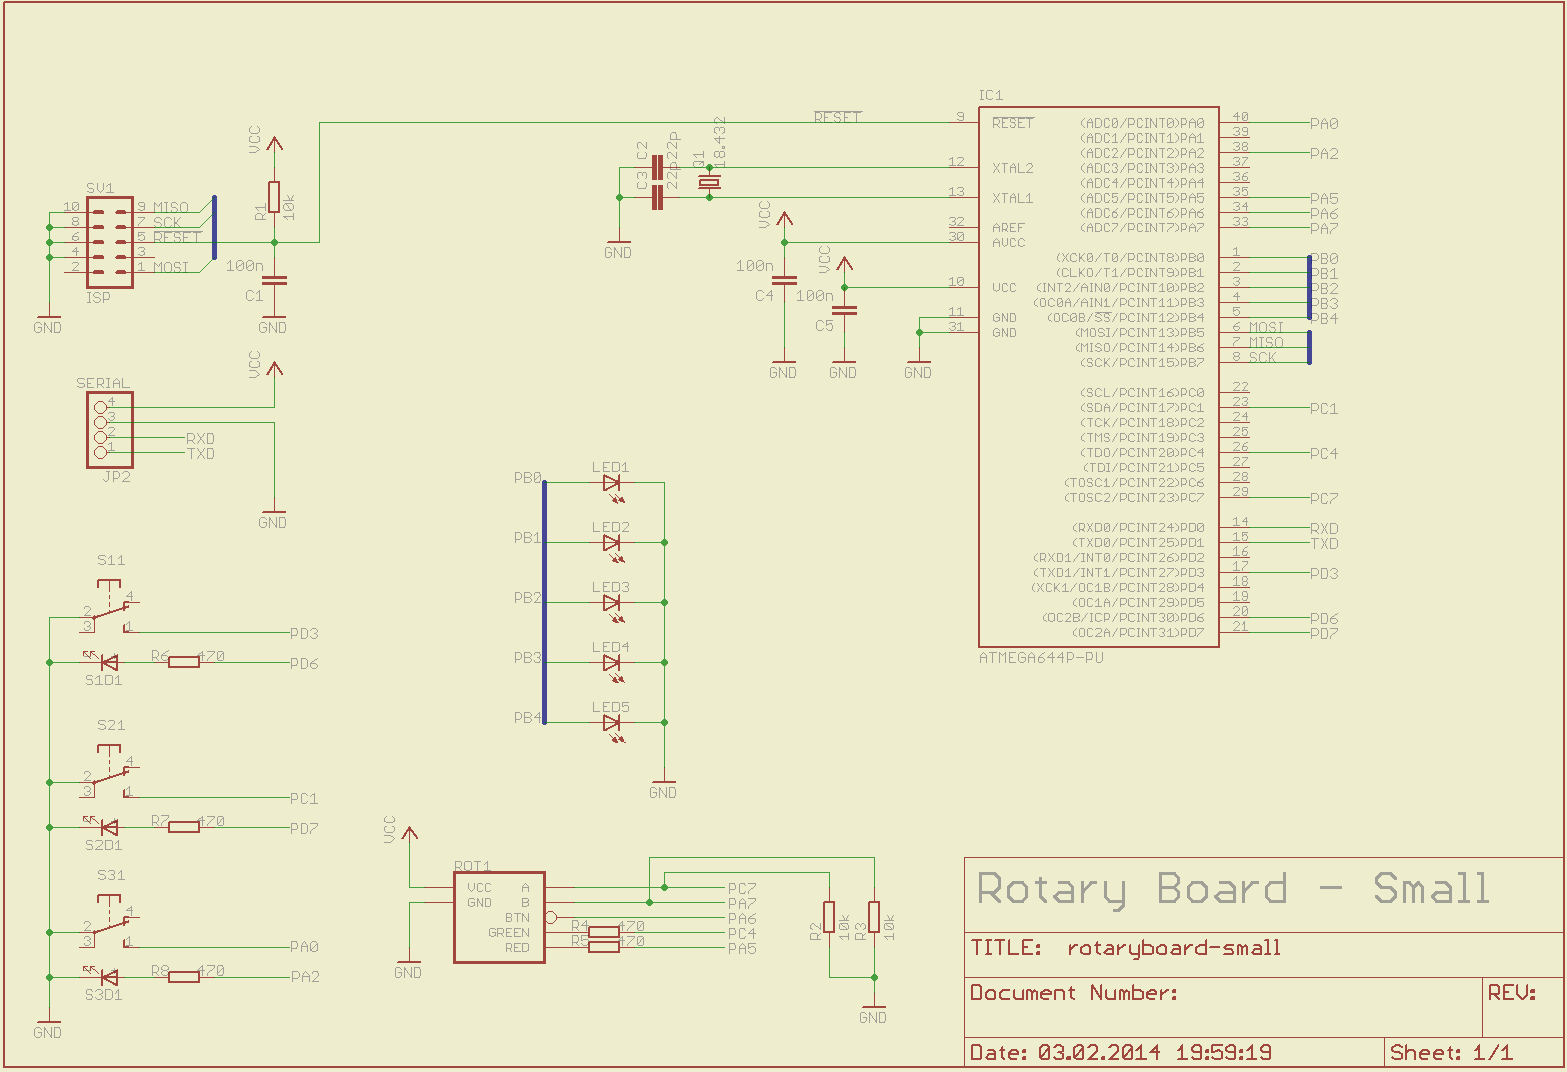 IC1
RESET
9 RESET (ADC0/PCINT0)PA0 40 PA0
(ADC1/PCINT1)PA1 39
(ADC2/PCINT2)PA2 38 PA2
12 XTAL2 (ADC3/PCINT3)PA3 37
(ADC4/PCINT4)PA4 36
13 XTAL1 (ADC5/PCINT5)PA5 35 PA5
(ADC6/PCINT6)PA6 34 PA6
32 AREF (ADC7/PCINT7)PA7 33 PA7
30 AVCC
(XCK0/T0/PCINT8)PB0 1 PB0
(CLKO/T1/PCINT9)PB1 2 PB1
10 VCC (INT2/AIN0/PCINT10)PB2 3 PB2
(OC0A/AIN1/PCINT11)PB3 4 PB3
11 GND (OC0B/SS/PCINT12)PB4 5 PB4
31 GND (MOSI/PCINT13)PB5 6 MOSI
(MISO/PCINT14)PB6 7 MISO
(SCK/PCINT15)PB7 8 SCK
(SCL/PCINT16)PC0 22
(SDA/PCINT17)PC1 23 PC1
(TCK/PCINT18)PC2 24
(TMS/PCINT19)PC3 25
(TDO/PCINT20)PC4 26 PC4
(TDI/PCINT21)PC5 27
(TOSC1/PCINT22)PC6 28
(TOSC2/PCINT23)PC7 29 PC7
(RXD0/PCINT24)PD0 14 RXD
(TXD0/PCINT25)PD1 15 TXD
(RXD1/INT0/PCINT26)PD2 16
(TXD1/INT1/PCINT27)PD3 17 PD3
(XCK1/OC1B/PCINT28)PD4 18
(OC1A/PCINT29)PD5 19
(OC2B/ICP/PCINT30)PD6 20 PD6
(OC2A/PCINT31)PD7 21 PD7
ATMEGA644P-PU
C2 22p
C3 22p
Q1
18.432
GND
VCC
100n
C4
GND
VCC
100n
C5
GND
GND
VCC
R1
10k
100n
C1
GND
SV1
10 9 MISO
8 7 SCK
6 5 RESET
4 3
2 1 MOSI
ISP
GND
VCC
SERIAL
4
3
2 RXD
1 TXD
JP2
GND
S11
4
2
3 1 PD3
R6 470 PD6
S1D1
S21
4
2
3 1 PC1
R7 470 PD7
S2D1
S31
4
2
3 1 PA0
R8 470 PA2
S3D1
GND
PB0 LED1
PB1 LED2
PB2 LED3
PB3 LED4
PB4 LED5
GND
VCC
ROT1
VCC A PC7
GND B PA7
BTN PA6
GREEN R4 470 PC4
RED R5 470 PA5
GND
R2 10k
R3 10k
GND
Rotary Board - Small
TITLE: rotaryboard-small
Document Number:
REV:
Date: 03.02.2014 19:59:19
Sheet: 1/1